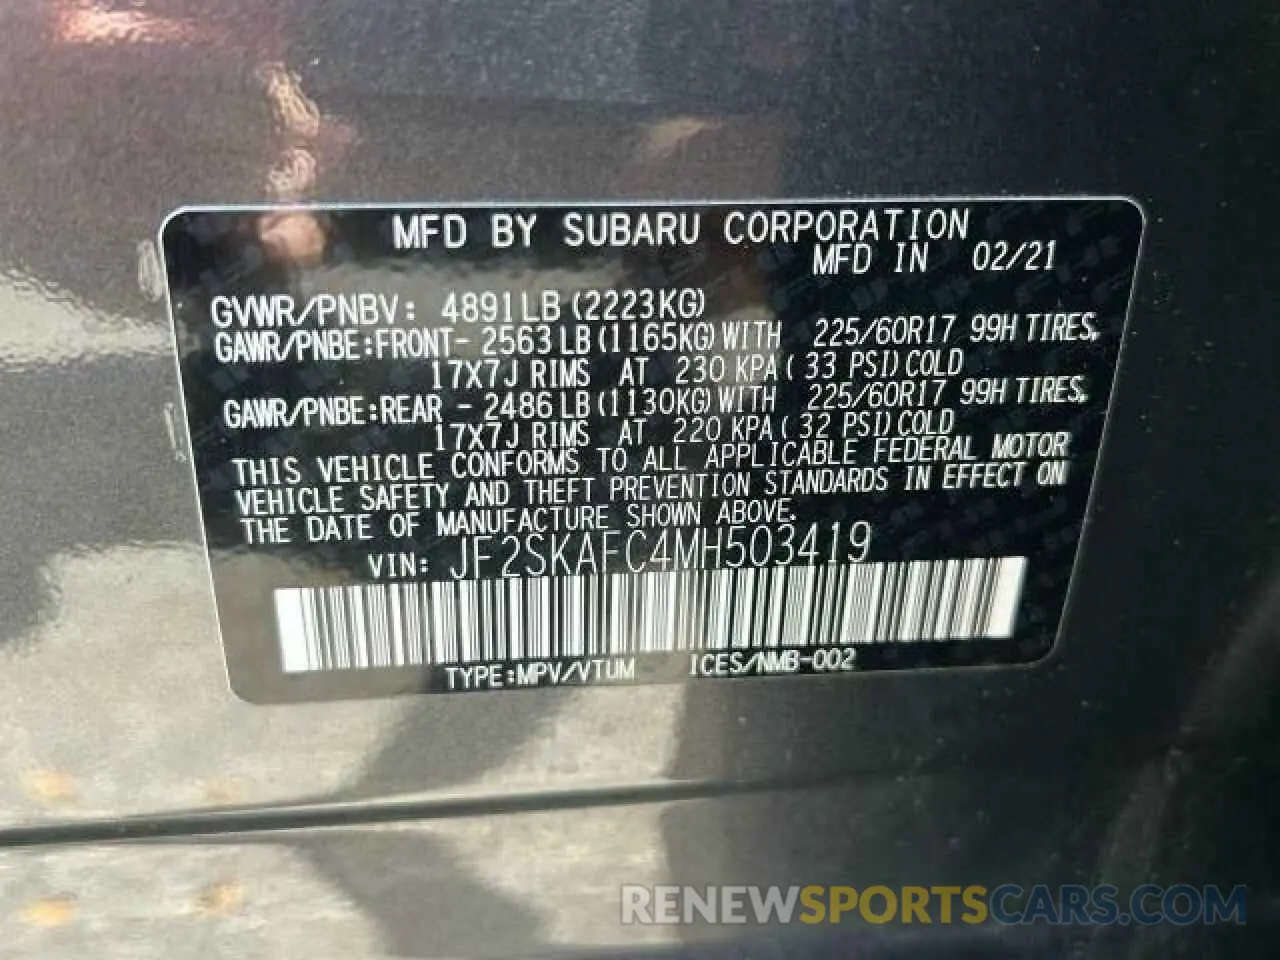 MFD BY SUBARU CORPORATION
MFD IN 02/21
GVWR/PNBV: 4891LB (2223KG)
GAWR/PNBE:FRONT- 2563 LB (1165KG) WITH 225/60R17 99H TIRES,
17X7J RIMS AT 230 KPA ( 33 PSI) COLD
GAWR/PNBE:REAR - 2486 LB (1130KG) WITH 225/60R17 99H TIRES,
17X7J RIMS AT 220 KPA ( 32 PSI) COLD
THIS VEHICLE CONFORMS TO ALL APPLICABLE FEDERAL MOTOR
VEHICLE SAFETY AND THEFT PREVENTION STANDARDS IN EFFECT ON
THE DATE OF MANUFACTURE SHOWN ABOVE.
VIN: JF2SKAFC4MH503419
TYPE:MPV/VTUM ICES/NMB-002
RENEWSPORTSCARS.COM